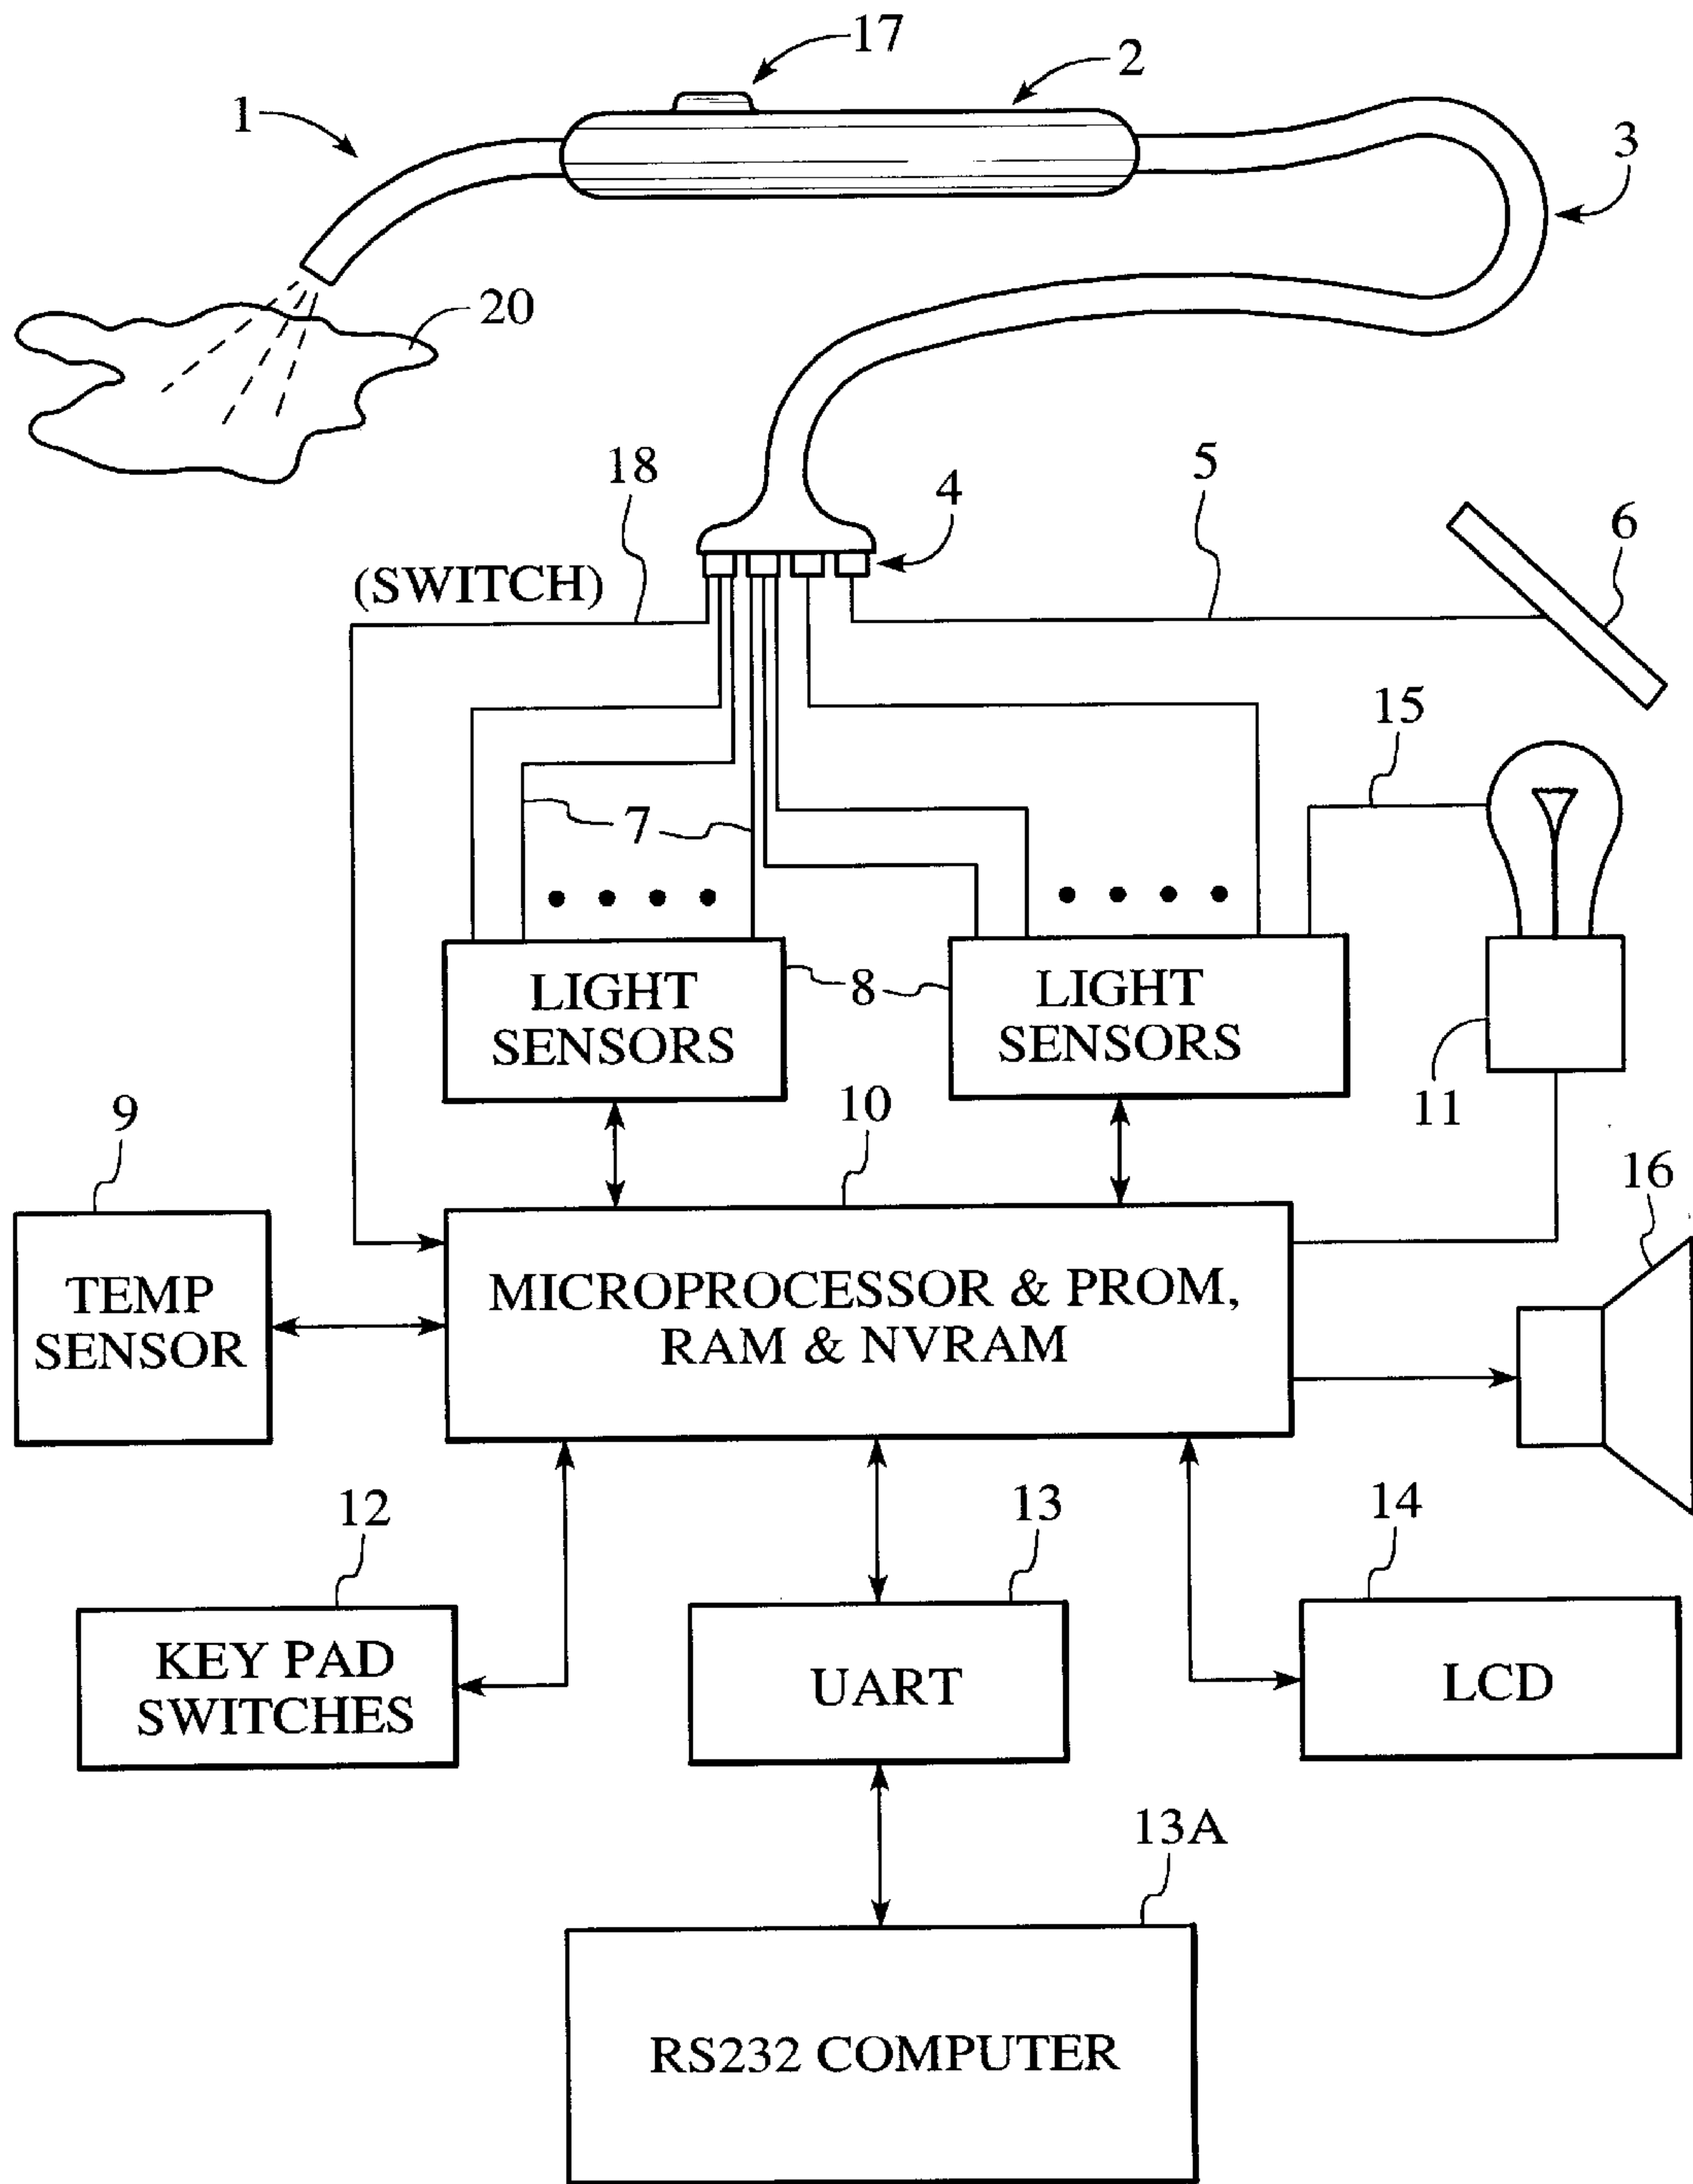 17
2
1
3
20
18
4
5
6
(SWITCH)
15
7
LIGHT
SENSORS
8
LIGHT
SENSORS
11
9
10
16
TEMP
SENSOR
MICROPROCESSOR & PROM,
RAM & NVRAM
12
13
14
KEY PAD
SWITCHES
UART
LCD
13A
RS232 COMPUTER